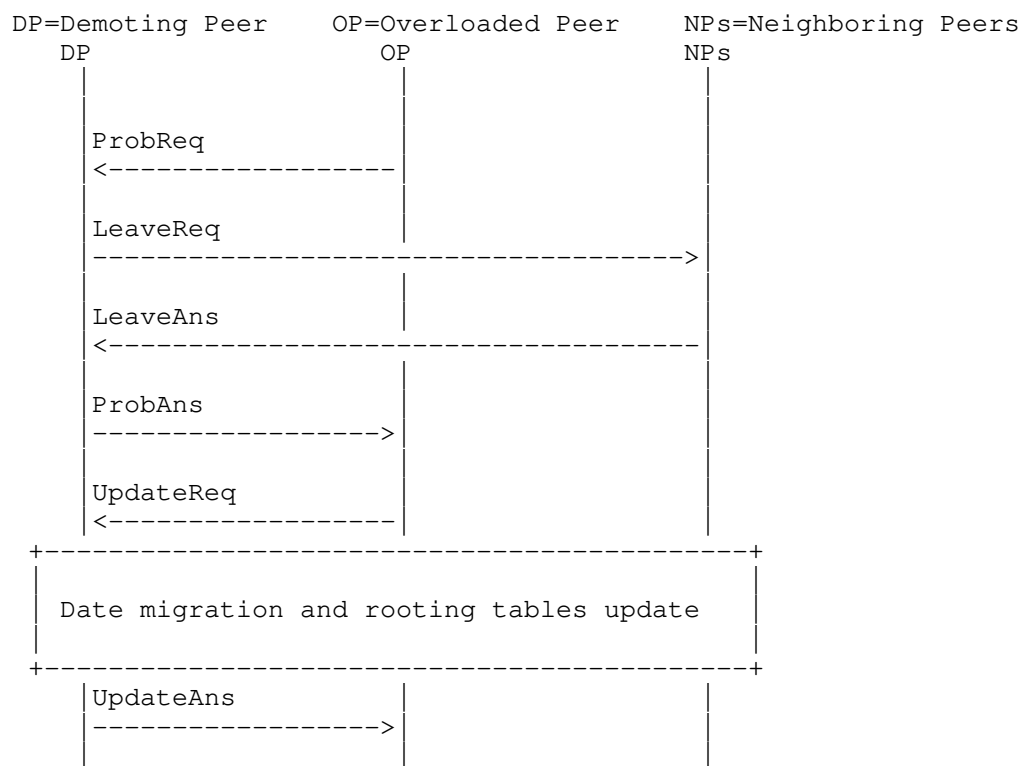 DP=Demoting Peer OP=Overloaded Peer NPs=Neighboring Peers
DP OP NPs
ProbReq
LeaveReq
LeaveAns
ProbAns
UpdateReq
Date migration and rooting tables update
UpdateAns